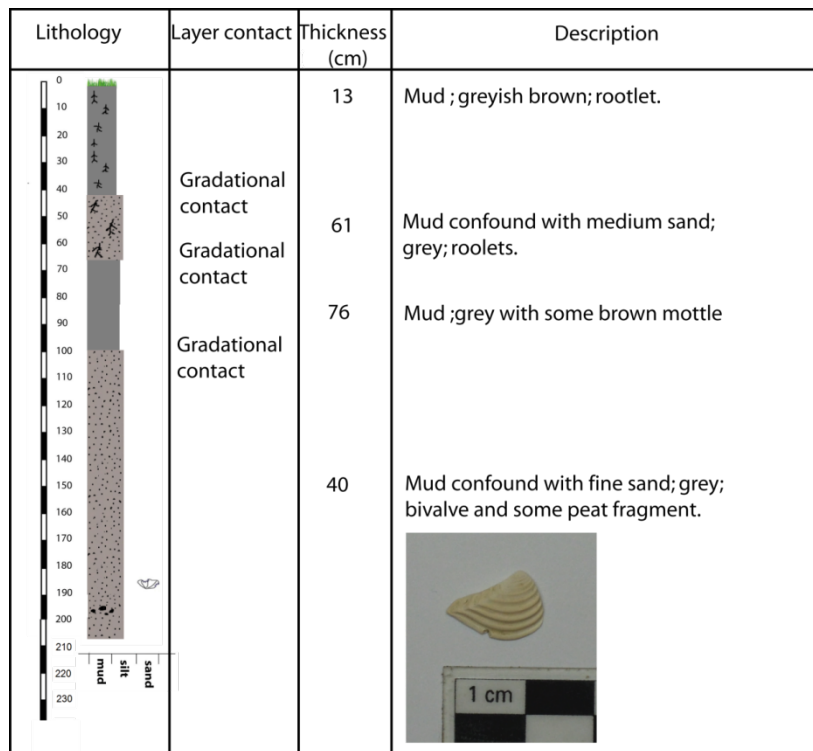 Lithology
Layer contact
Thickness
(cm)
Description
0
10
20
30
40
50
60
70
80
90
100
110
120
130
140
150
160
170
180
190
200
210
220
230
mud
silt
sand
Gradational
contact
Gradational
contact
Gradational
contact
13
Mud ; greyish brown; rootlet.
61
Mud confound with medium sand;
grey; roolets.
76
Mud ;grey with some brown mottle
40
Mud confound with fine sand; grey;
bivalve and some peat fragment.
1 cm